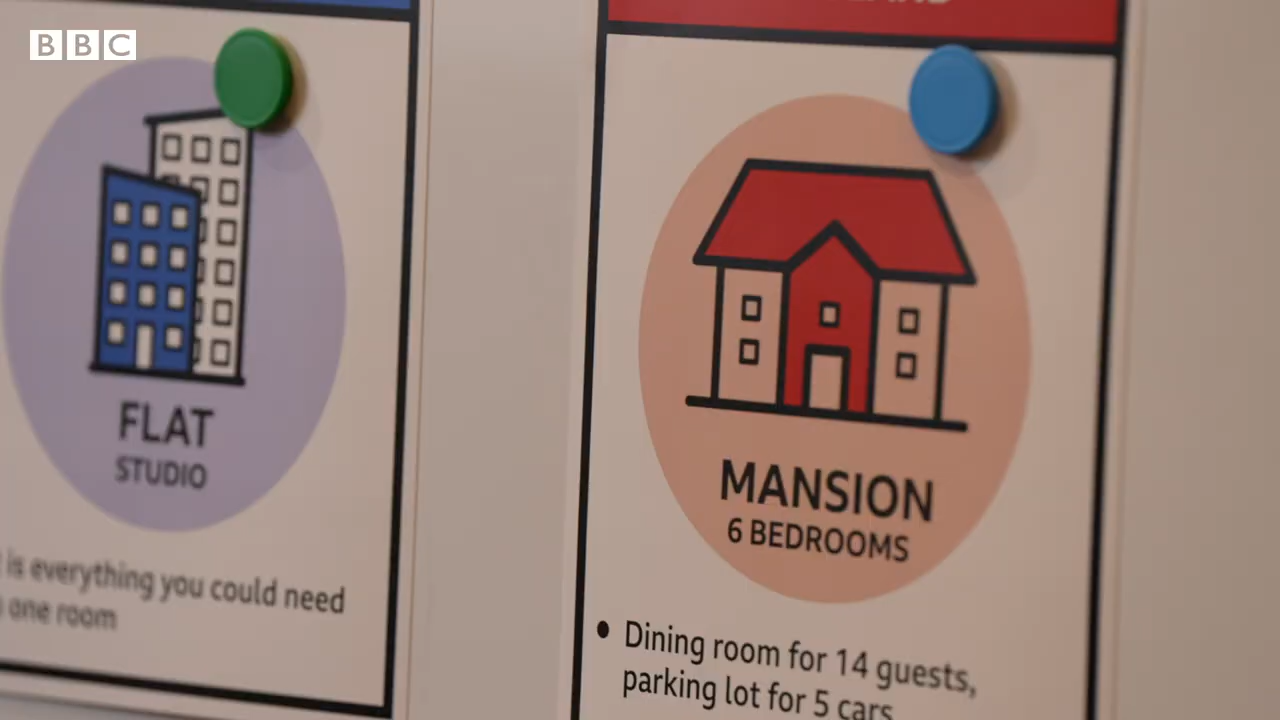 BBC
FLAT
STUDIO
is everything you could need
one room
MANSION
6 BEDROOMS
• Dining room for 14 guests,
parking lot for 5 cars